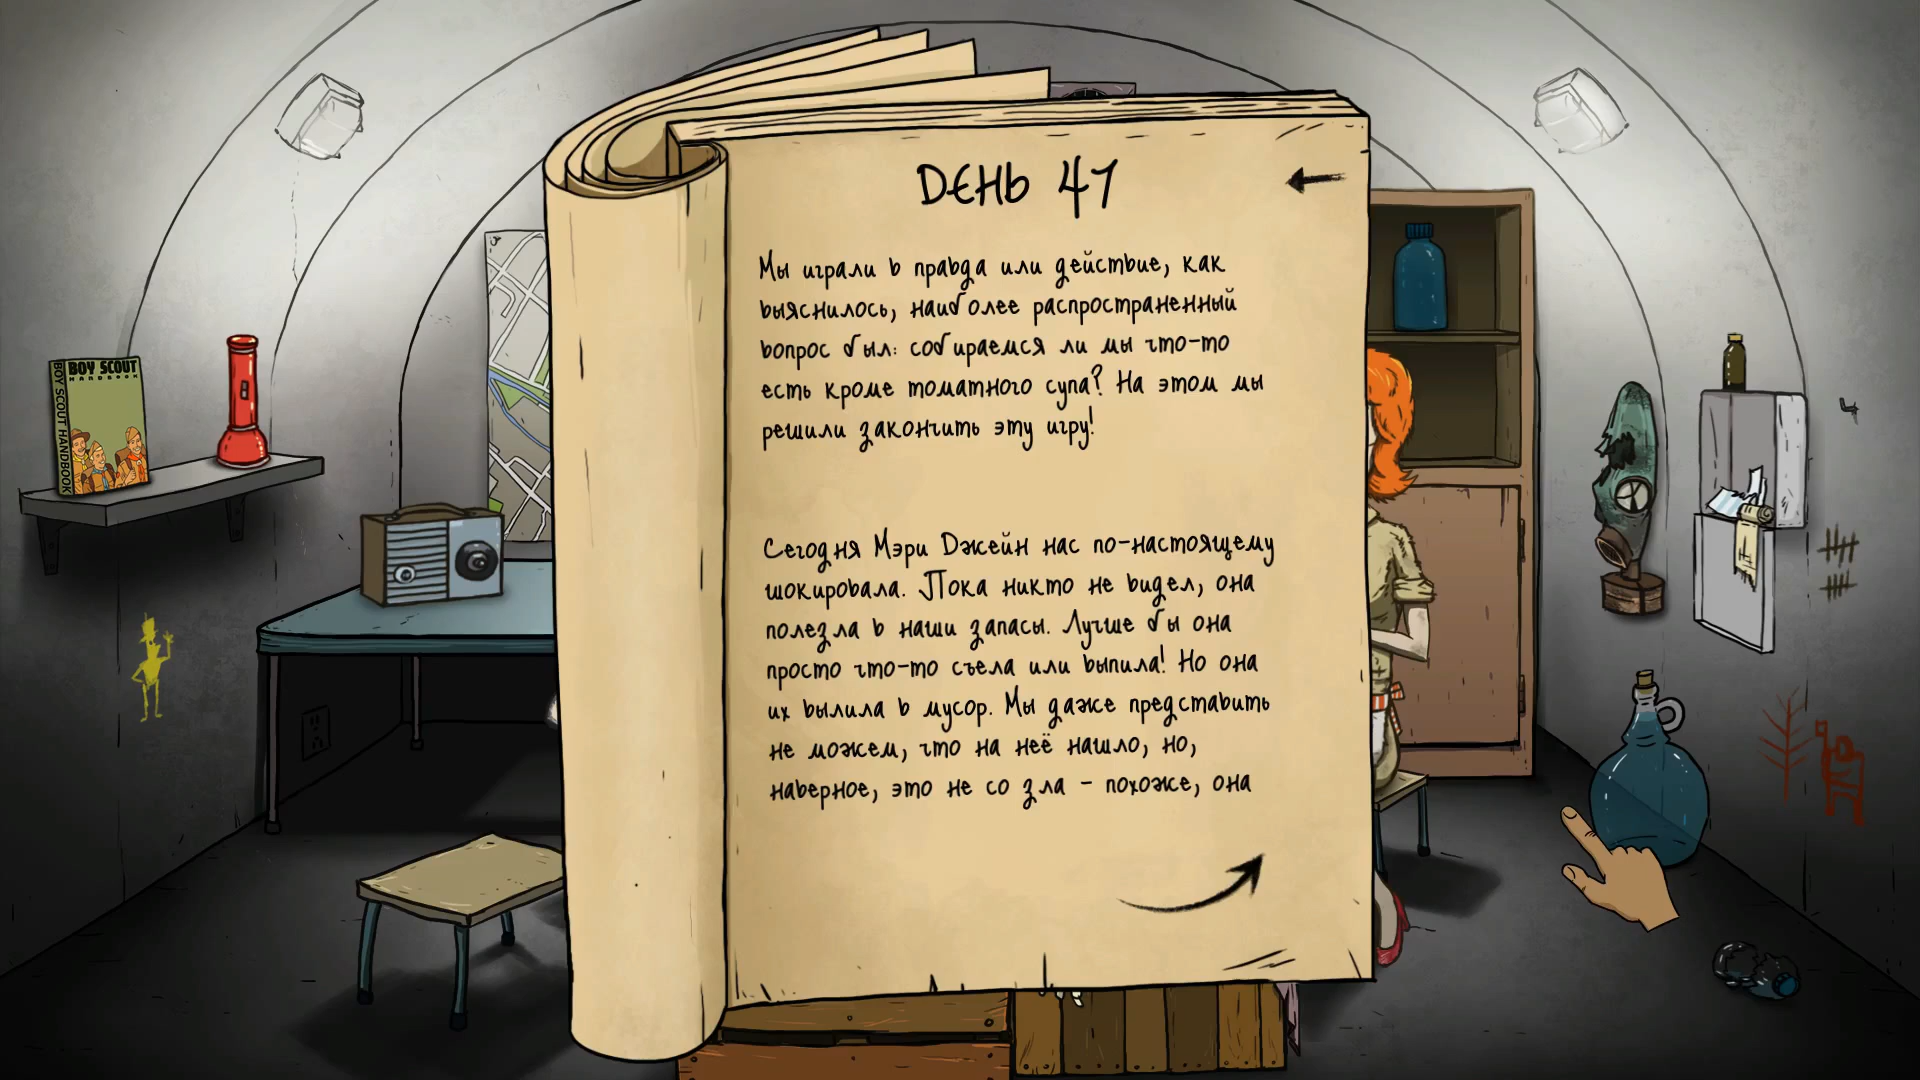 ДЕНЬ 47
Мы играли в правда или действие, как
выяснилось, наиболее распространенный
вопрос был: собираемся ли мы что-то
есть кроме томатного супа? На этом мы
решили закончить эту игру!
Сегодня Мэри Джейн нас по-настоящему
шокировала. Пока никто не видел, она
полезла в наши запасы. Лучше бы она
просто что-то съела или выпила! Но она
их вылила в мусор. Мы даже представить
не можем, что на неё нашло, но,
наверное, это не со зла - похоже, она
BOY SCOUT
HANDBOOK
BOY SCOUT HANDBOOK